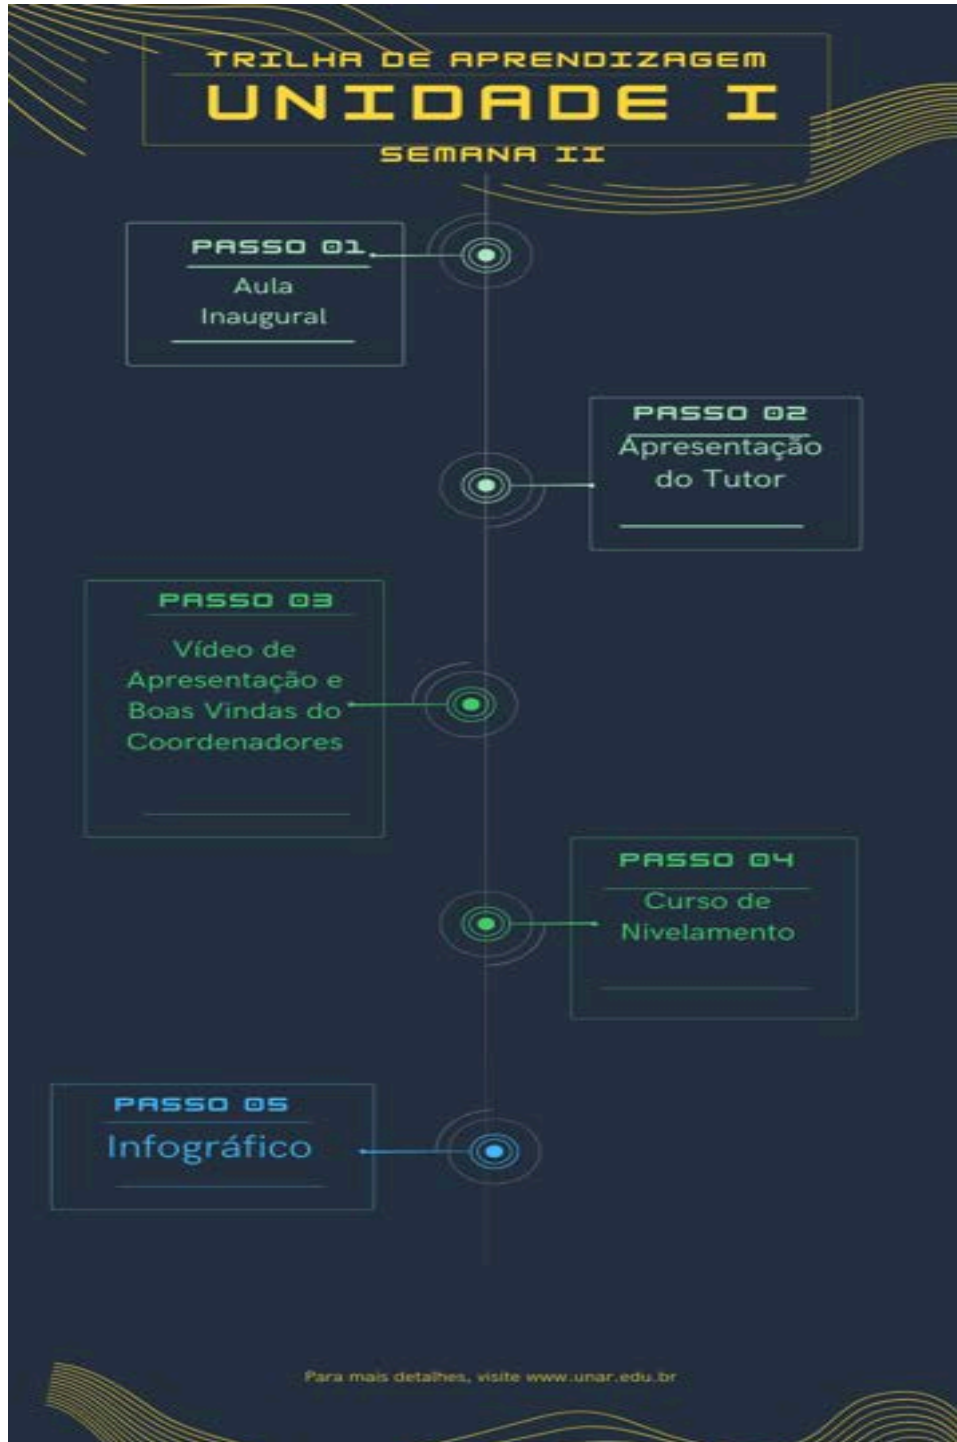 TRILHA DE APRENDIZAGEM
UNIDADE I
SEMANA II
PASSO 01
Aula
Inaugural
PASSO 02
Apresentação
do Tutor
PASSO 03
Vídeo de
Apresentação e
Boas Vindas do
Coordenadores
PASSO 04
Curso de
Nivelamento
PASSO 05
Infográfico
Para mais detalhes, visite www.unar.edu.br